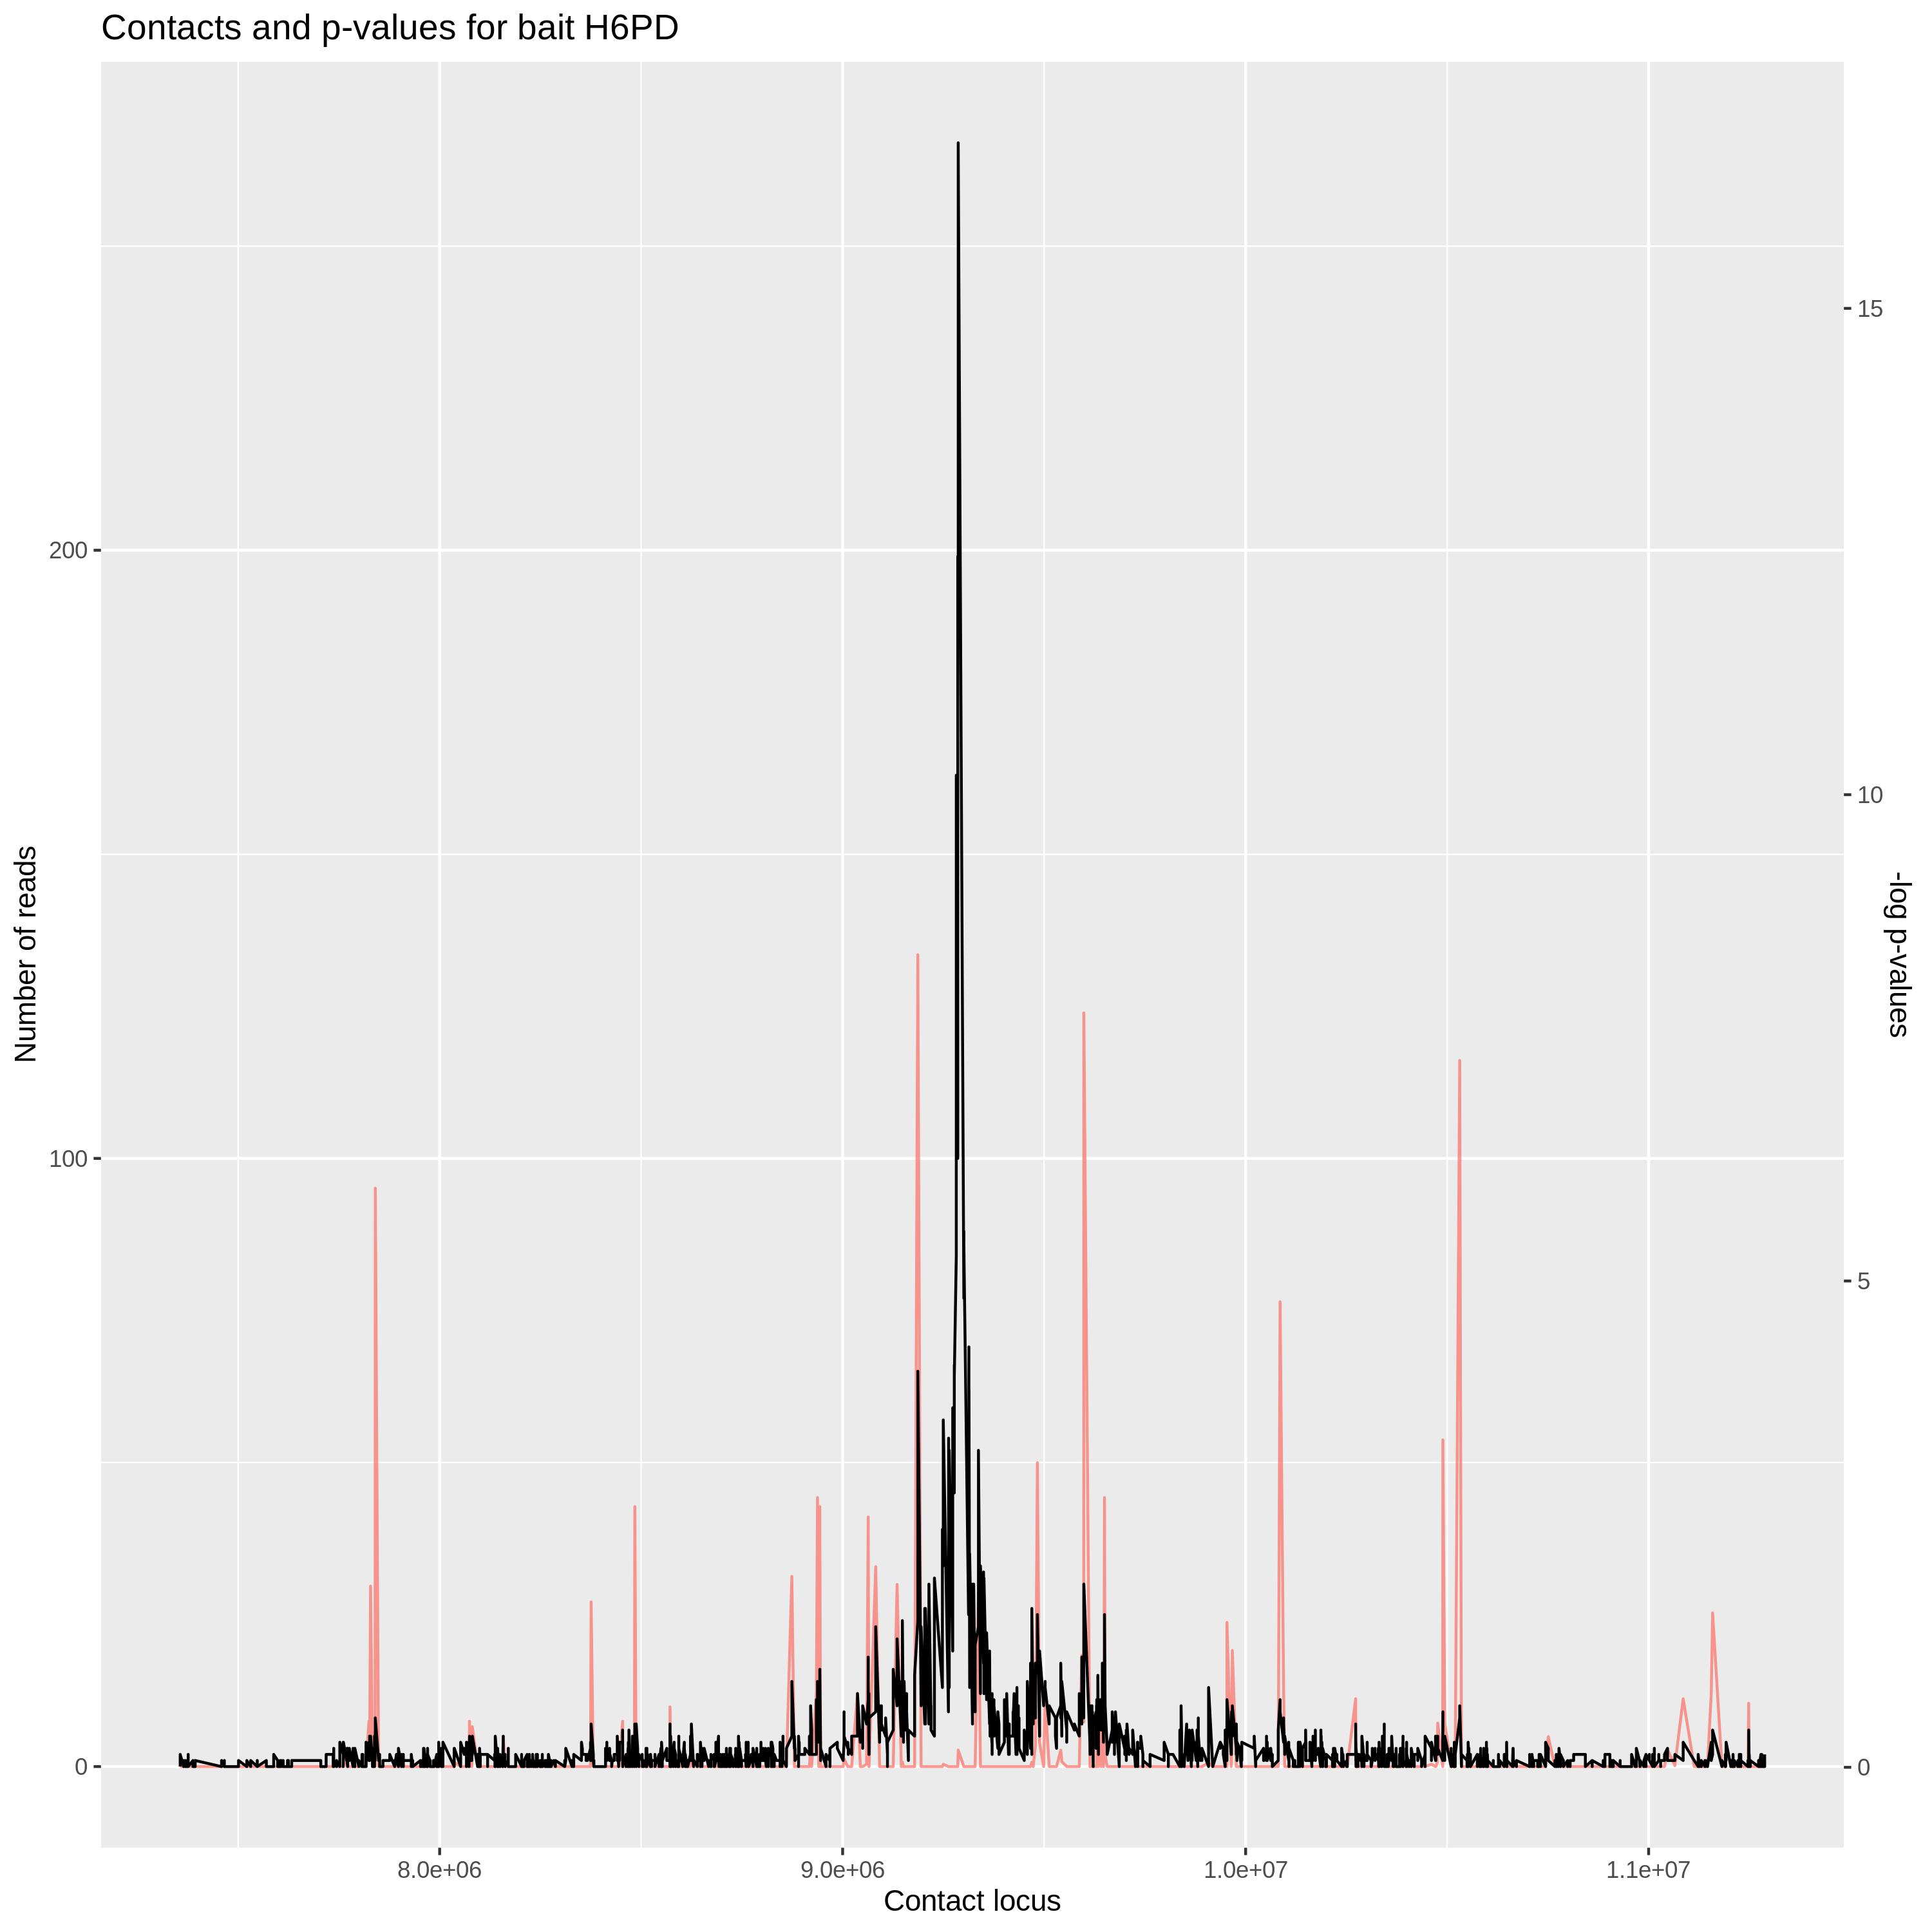 Contacts and p-values for bait H6PD
Number of reads
200
100
0
15
10
5
0
-log p-values
8.0e+06
9.0e+06
1.0e+07
1.1e+07
Contact locus